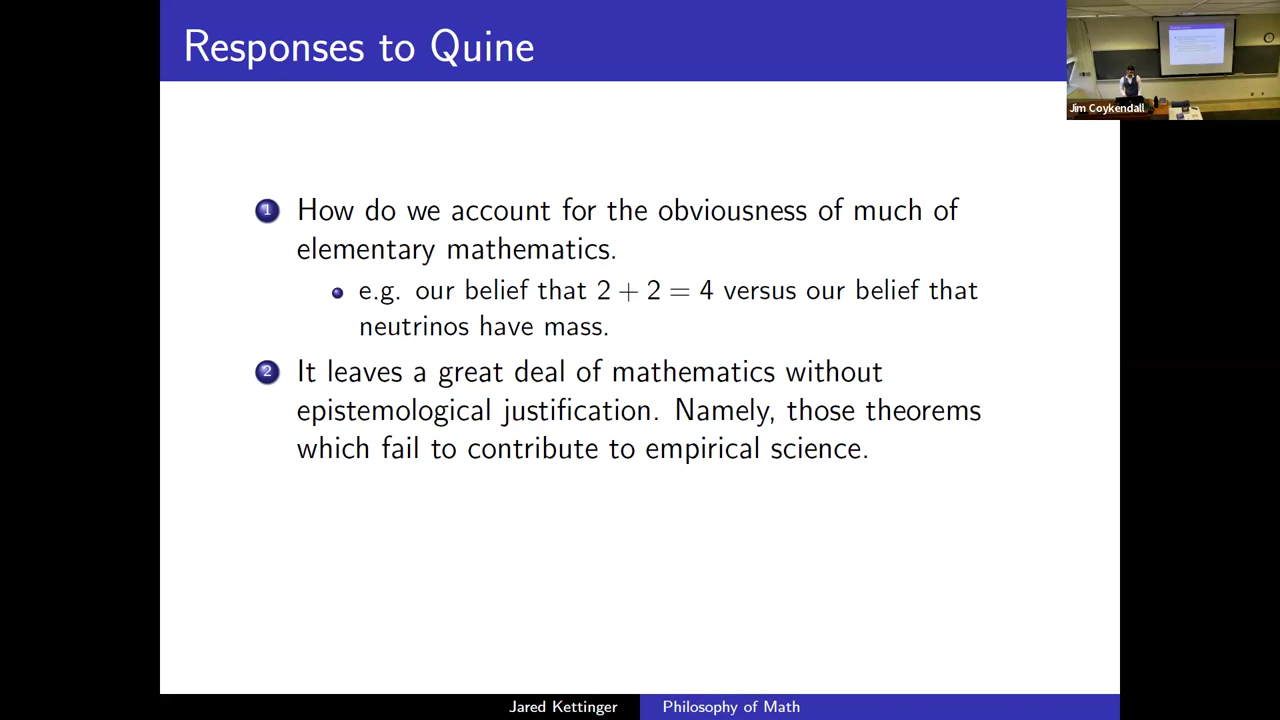 Responses to Quine
Jim Coykendall
1 How do we account for the obviousness of much of
elementary mathematics.
e.g. our belief that 2 + 2 = 4 versus our belief that
neutrinos have mass.
2 It leaves a great deal of mathematics without
epistemological justification. Namely, those theorems
which fail to contribute to empirical science.
Jared Kettinger
Philosophy of Math